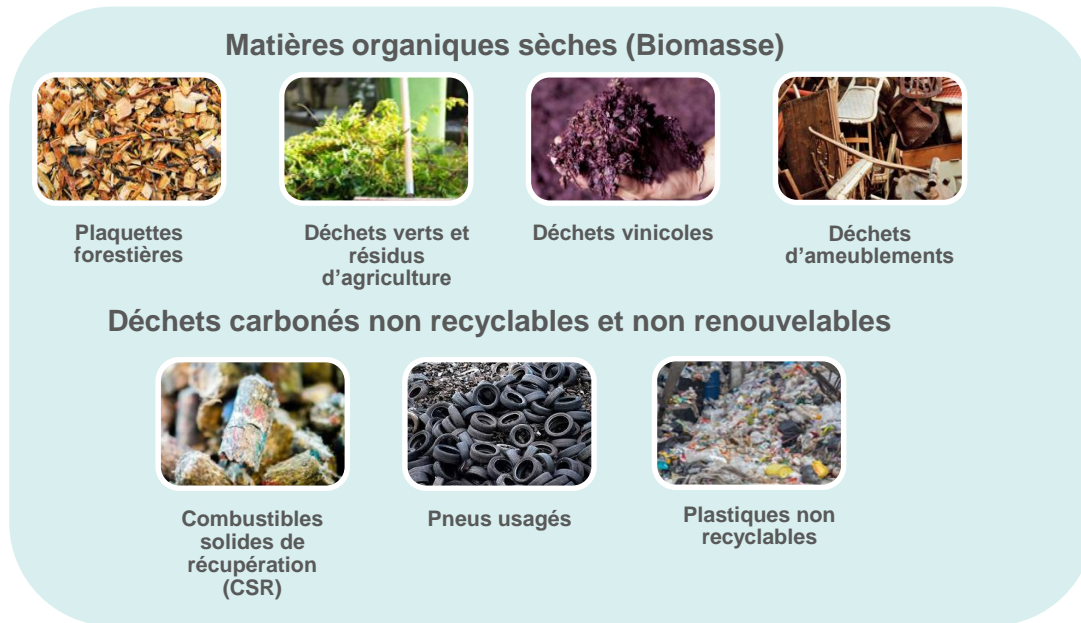 Matières organiques sèches (Biomasse)
Plaquettes
forestières
Déchets verts et
résidus
d'agriculture
Déchets vinicoles
Déchets
d'ameublements
Déchets carbonés non recyclables et non renouvelables
Combustibles
solides de
récupération
(CSR)
Pneus usagés
Plastiques non
recyclables